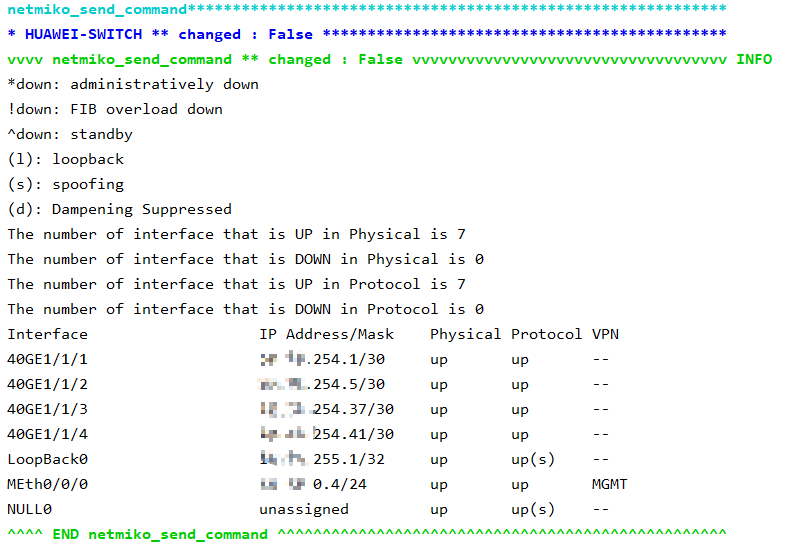 netmiko_send_command************************************************************
* HUAWEI-SWITCH ** changed : False *********************************************
vvvv netmiko_send_command ** changed : False vvvvvvvvvvvvvvvvvvvvvvvvvvvvvvvvvvv INFO
*down: administratively down
!down: FIB overload down
^down: standby
(l): loopback
(s): spoofing
(d): Dampening Suppressed
The number of interface that is UP in Physical is 7
The number of interface that is DOWN in Physical is 0
The number of interface that is UP in Protocol is 7
The number of interface that is DOWN in Protocol is 0
Interface IP Address/Mask Physical Protocol VPN
40GE1/1/1 .254.1/30 up up --
40GE1/1/2 .254.5/30 up up --
40GE1/1/3 254.37/30 up up --
40GE1/1/4 254.41/30 up up --
LoopBack0 255.1/32 up up(s) --
MEth0/0/0 0.4/24 up up MGMT
NULL0 unassigned up up(s) --
^^^^ END netmiko_send_command ^^^^^^^^^^^^^^^^^^^^^^^^^^^^^^^^^^^^^^^^^^^^^^^^^^